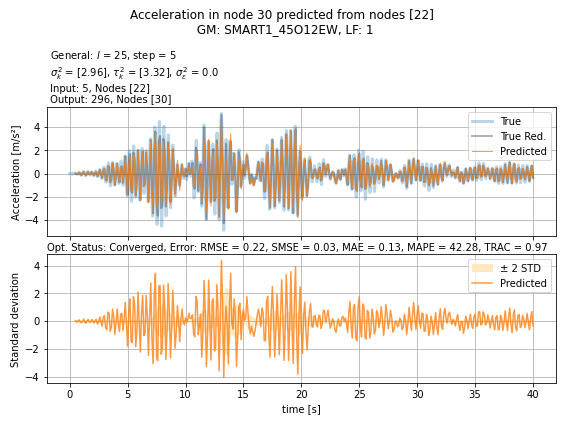 Acceleration in node 30 predicted from nodes [22]
GM: SMART1_45O12EW, LF: 1
General: l = 25, step = 5
σ²ₖ = [2.96], τ²ₖ = [3.32], σ²ε = 0.0
Input: 5, Nodes [22]
Output: 296, Nodes [30]
Acceleration [m/s²]
4
2
0
−2
−4
True
True Red.
Predicted
Opt. Status: Converged, Error: RMSE = 0.22, SMSE = 0.03, MAE = 0.13, MAPE = 42.28, TRAC = 0.97
Standard deviation
4
2
0
−2
−4
± 2 STD
Predicted
0 5 10 15 20 25 30 35 40
time [s]